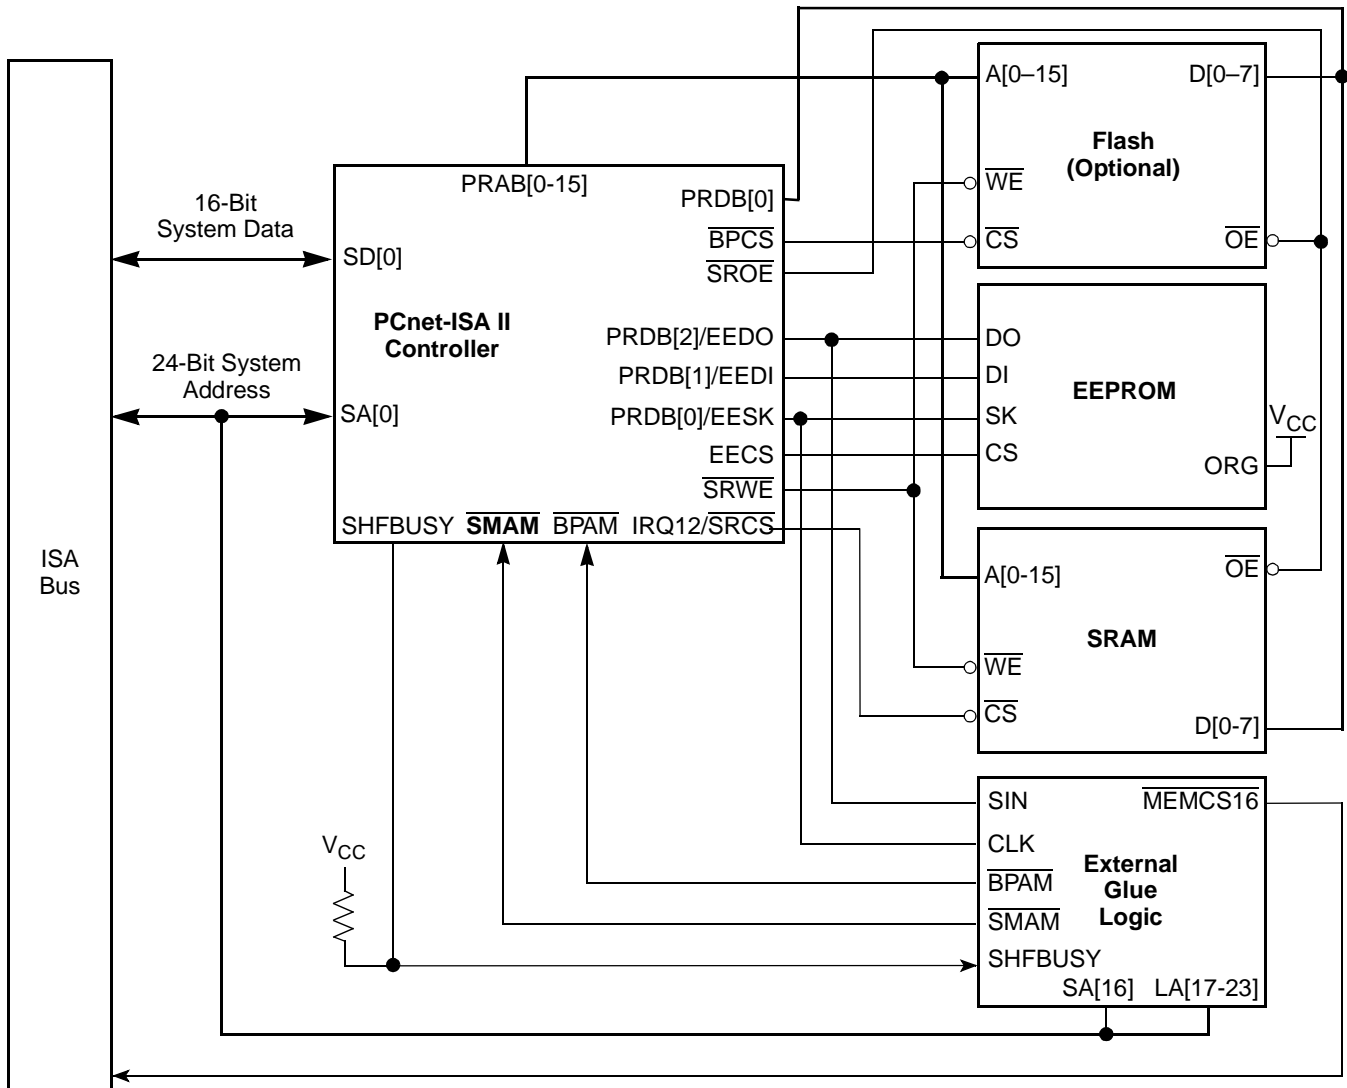 ISA
Bus
16-Bit
System Data
24-Bit System
Address
PRAB[0-15]
PRDB[0]
BPCS
SROE
SD[0]
PCnet-ISA II
Controller
SA[0]
PRDB[2]/EEDO
PRDB[1]/EEDI
PRDB[0]/EESK
EECS
SRWE
SHFBUSY SMAM BPAM IRQ12/SRCS
A[0–15] D[0–7]
Flash
(Optional)
WE
CS OE
DO
DI
EEPROM
SK
CS
VCC
ORG
A[0-15] OE
SRAM
WE
CS
D[0-7]
SIN MEMCS16
CLK
External
Glue
Logic
BPAM
SMAM
SHFBUSY
SA[16] LA[17-23]
VCC